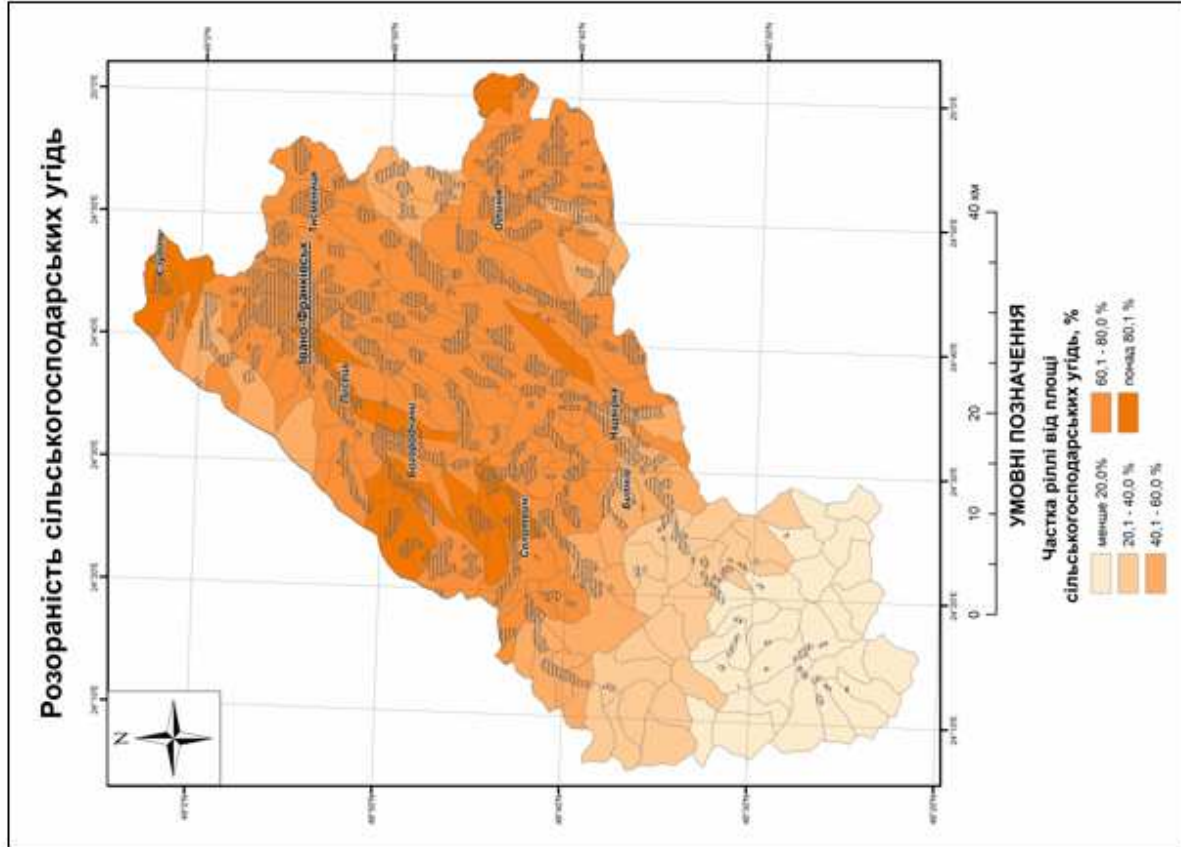 Розораність сільськогосподарських угідь
N
Єзупіль
Тисмениця
Івано-Франківськ
Лисець
Богородчани
Отинія
Солотвин
Надвірна
Битків
0 10 20 40 км
УМОВНІ ПОЗНАЧЕННЯ
Частка ріллі від площі
сільськогосподарських угідь, %
менше 20,0%
20,1 - 40,0 %
40,1 - 60,0 %
60,1 - 80,0 %
понад 80,1 %